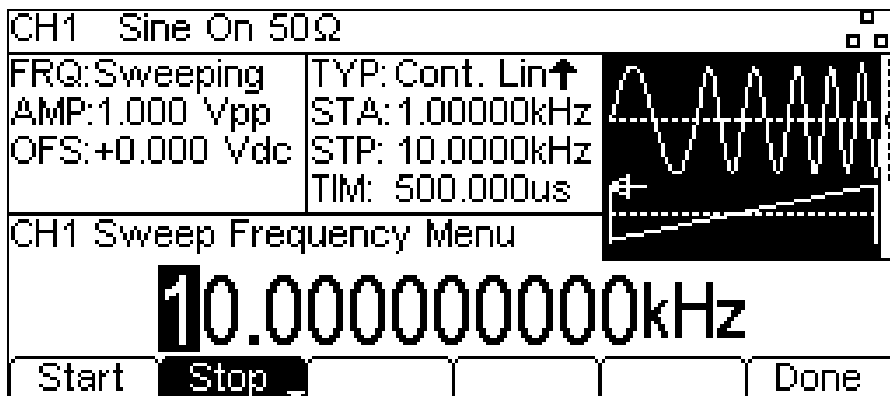 CH1 Sine On 50Ω
FRQ:Sweeping
AMP:1.000 Vpp
OFS:+0.000 Vdc
TYP:Cont. Lin↑
STA:1.00000kHz
STP: 10.0000kHz
TIM: 500.000us
CH1 Sweep Frequency Menu
10.000000000kHz
Start Stop Done